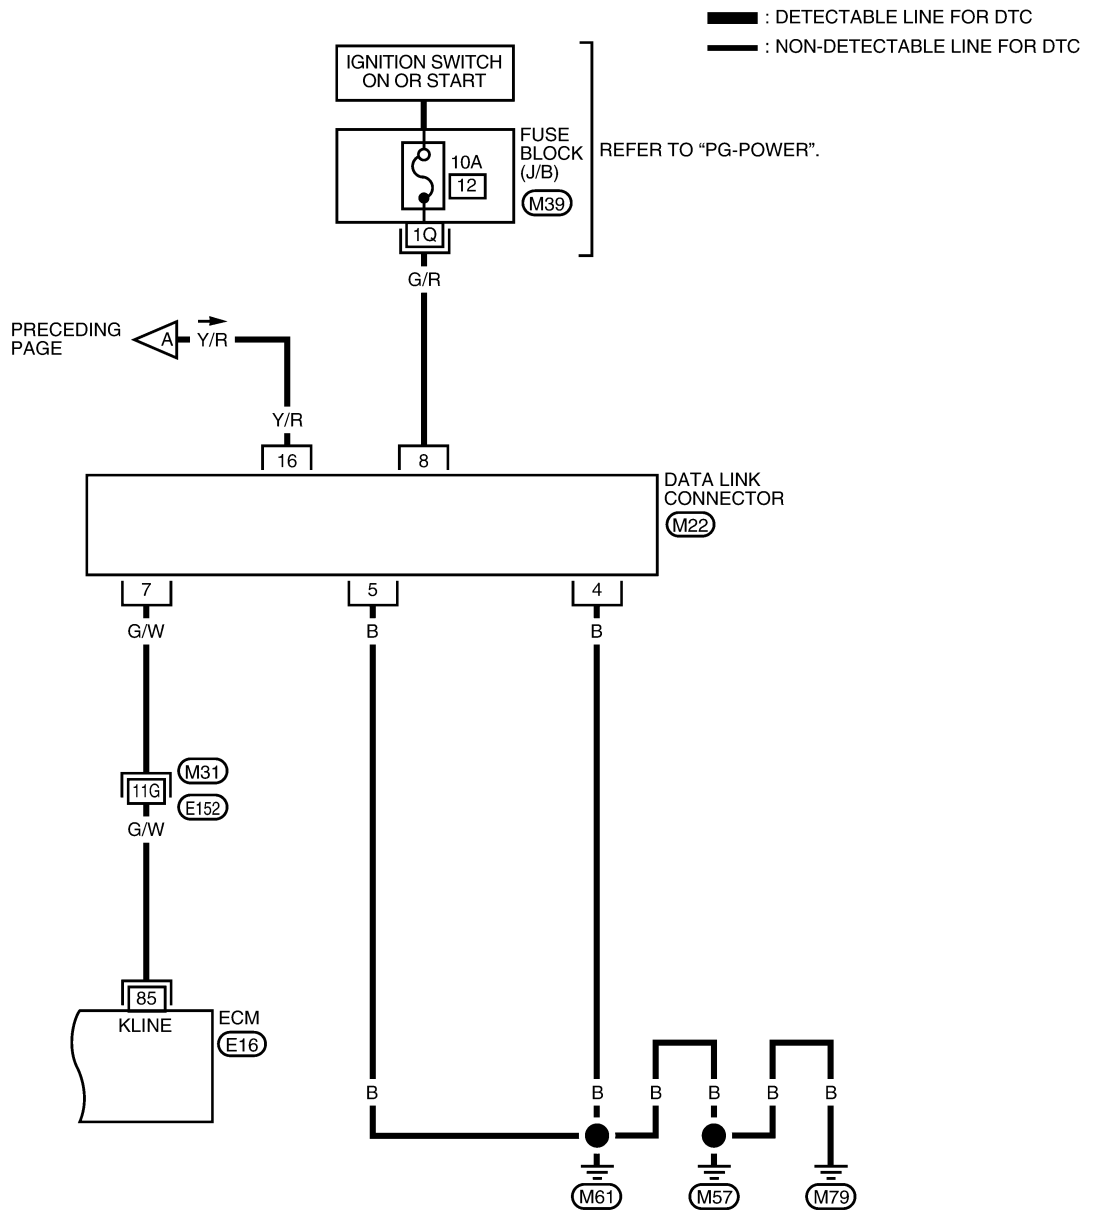 : DETECTABLE LINE FOR DTC
: NON-DETECTABLE LINE FOR DTC
IGNITION SWITCH
ON OR START
FUSE
BLOCK
(J/B)
M39
10A
12
REFER TO “PG-POWER”.
1Q
G/R
PRECEDING
PAGE
A
Y/R
Y/R
16
8
DATA LINK
CONNECTOR
M22
7
5
4
G/W
B
B
M31
11G
E152
G/W
85
KLINE
ECM
E16
B
B
B
B
B
B
M61
M57
M79